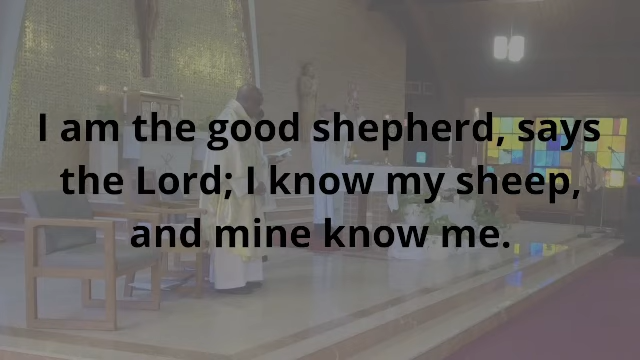 I am the good shepherd, says
the Lord; I know my sheep,
and mine know me.